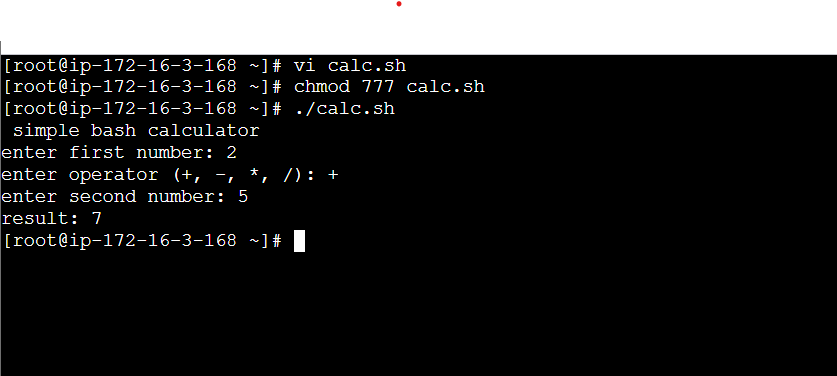 [root@ip-172-16-3-168 ~]# vi calc.sh
[root@ip-172-16-3-168 ~]# chmod 777 calc.sh
[root@ip-172-16-3-168 ~]# ./calc.sh
 simple bash calculator
enter first number: 2
enter operator (+, -, *, /): +
enter second number: 5
result: 7
[root@ip-172-16-3-168 ~]#